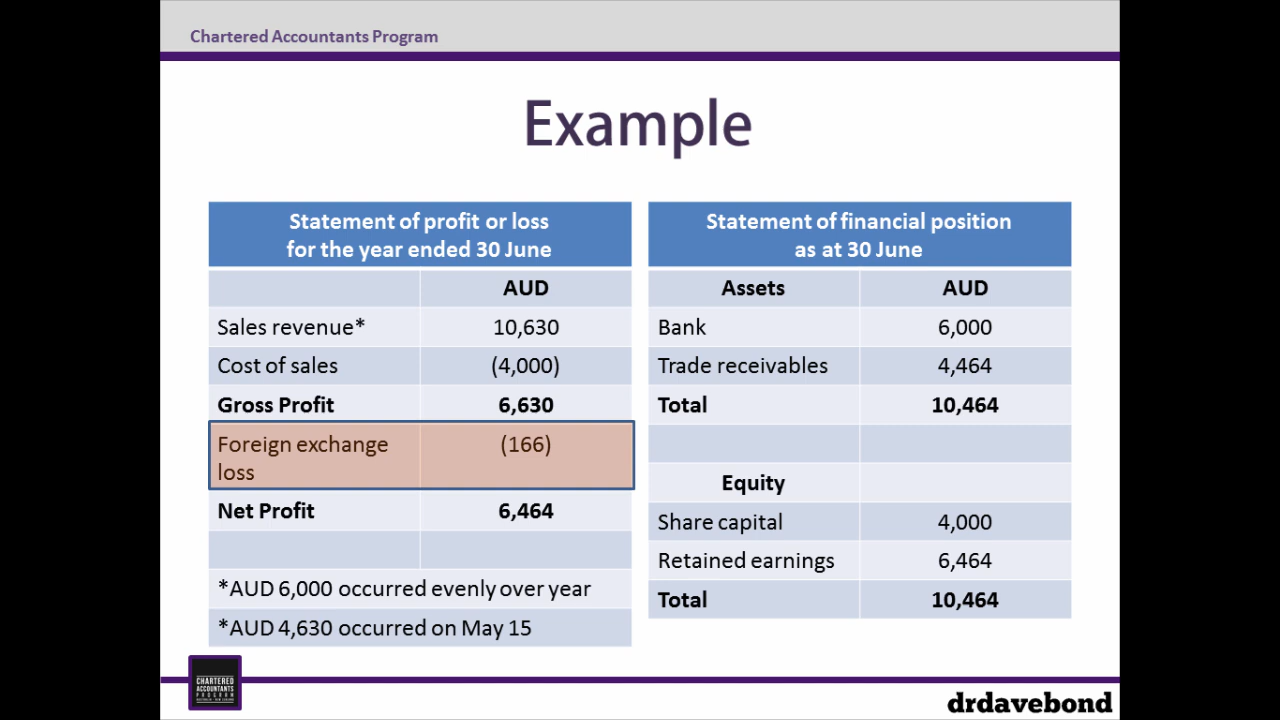 Chartered Accountants Program
Example
Statement of profit or loss
for the year ended 30 June
AUD
Sales revenue* 10,630
Cost of sales (4,000)
Gross Profit 6,630
Foreign exchange (166)
loss
Net Profit 6,464
*AUD 6,000 occurred evenly over year
*AUD 4,630 occurred on May 15
Statement of financial position
as at 30 June
Assets AUD
Bank 6,000
Trade receivables 4,464
Total 10,464
Equity
Share capital 4,000
Retained earnings 6,464
Total 10,464
CHARTERED
ACCOUNTANTS
PROGRAM
drdavebond